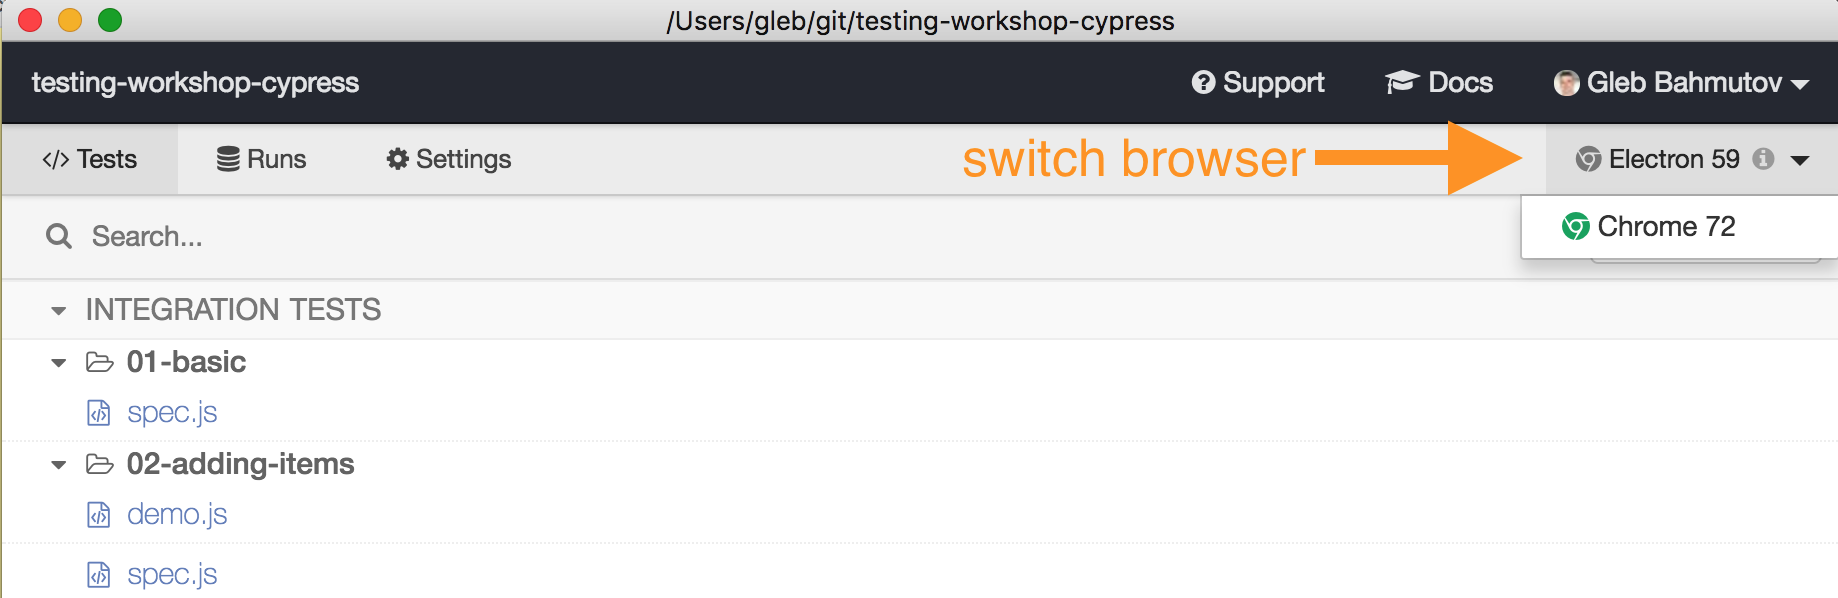 /Users/gleb/git/testing-workshop-cypress
testing-workshop-cypress Support Docs Gleb Bahmutov
</> Tests Runs Settings switch browser Electron 59
Chrome 72
Search...
INTEGRATION TESTS
01-basic
spec.js
02-adding-items
demo.js
spec.js